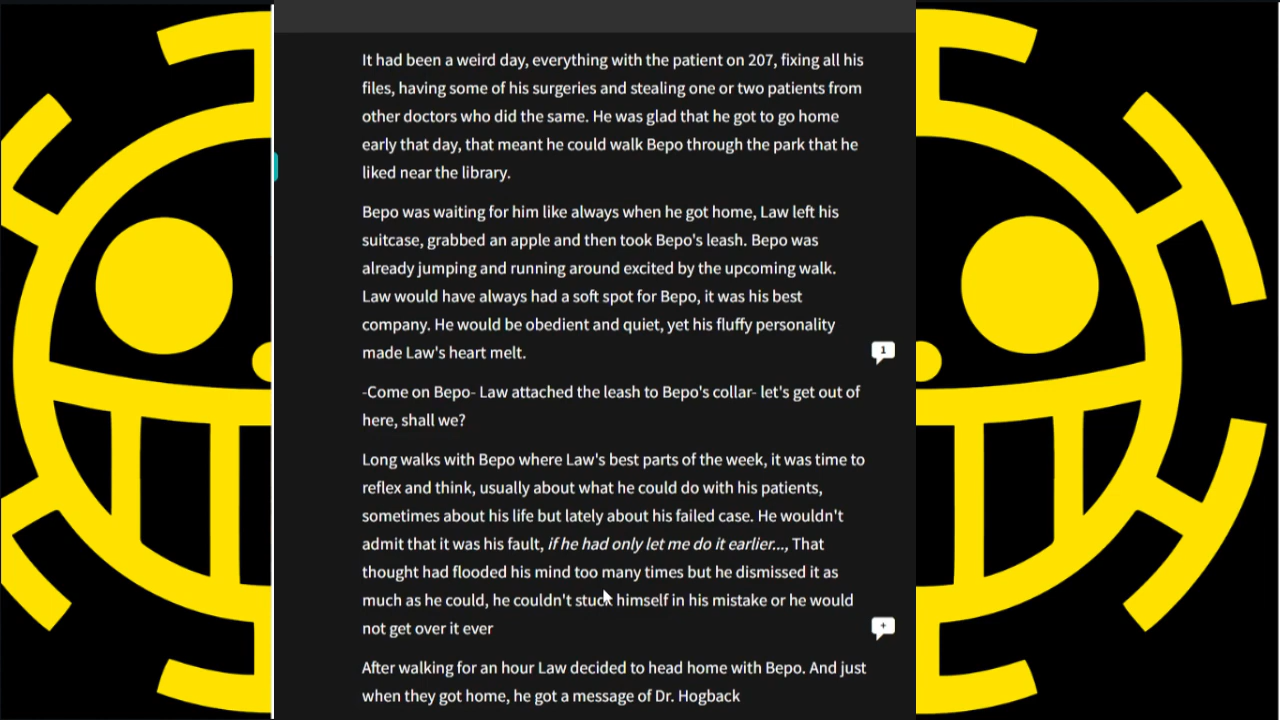 It had been a weird day, everything with the patient on 207, fixing all his
files, having some of his surgeries and stealing one or two patients from
other doctors who did the same. He was glad that he got to go home
early that day, that meant he could walk Bepo through the park that he
liked near the library.
Bepo was waiting for him like always when he got home, Law left his
suitcase, grabbed an apple and then took Bepo's leash. Bepo was
already jumping and running around excited by the upcoming walk.
Law would have always had a soft spot for Bepo, it was his best
company. He would be obedient and quiet, yet his fluffy personality
made Law's heart melt.
1
-Come on Bepo- Law attached the leash to Bepo's collar- let's get out of
here, shall we?
Long walks with Bepo where Law's best parts of the week, it was time to
reflex and think, usually about what he could do with his patients,
sometimes about his life but lately about his failed case. He wouldn't
admit that it was his fault, if he had only let me do it earlier..., That
thought had flooded his mind too many times but he dismissed it as
much as he could, he couldn't stuck himself in his mistake or he would
not get over it ever
+
After walking for an hour Law decided to head home with Bepo. And just
when they got home, he got a message of Dr. Hogback